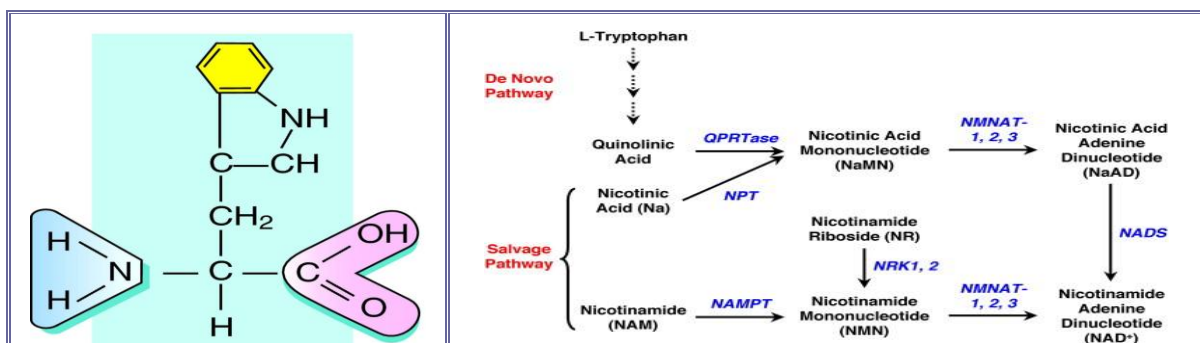 NH
C
CH
CH₂
H
N
H
C
C
OH
O
H
L-Tryptophan
De Novo
Pathway
Quinolinic
Acid
QPRTase
Nicotinic Acid
Mononucleotide
(NaMN)
NMNAT-
1, 2, 3
Nicotinic Acid
Adenine
Dinucleotide
(NaAD)
Nicotinic
Acid (Na)
NPT
Salvage
Pathway
Nicotinamide
Riboside (NR)
NRK1, 2
NADS
Nicotinamide
(NAM)
NAMPT
Nicotinamide
Mononucleotide
(NMN)
NMNAT-
1, 2, 3
Nicotinamide
Adenine
Dinucleotide
(NAD⁺)